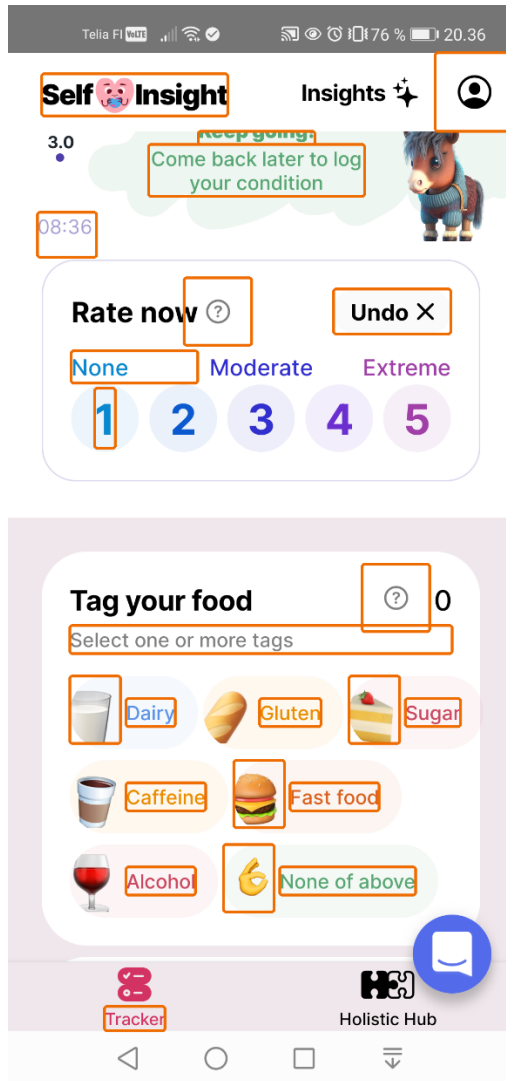 Telia FI VoLTE 76 % 20.36
Self Insight Insights
3.0
Keep going!
Come back later to log
your condition
08:36
Rate now ? Undo ×
None Moderate Extreme
1 2 3 4 5
Tag your food ? 0
Select one or more tags
Dairy Gluten Sugar
Caffeine Fast food
Alcohol None of above
Tracker Holistic Hub